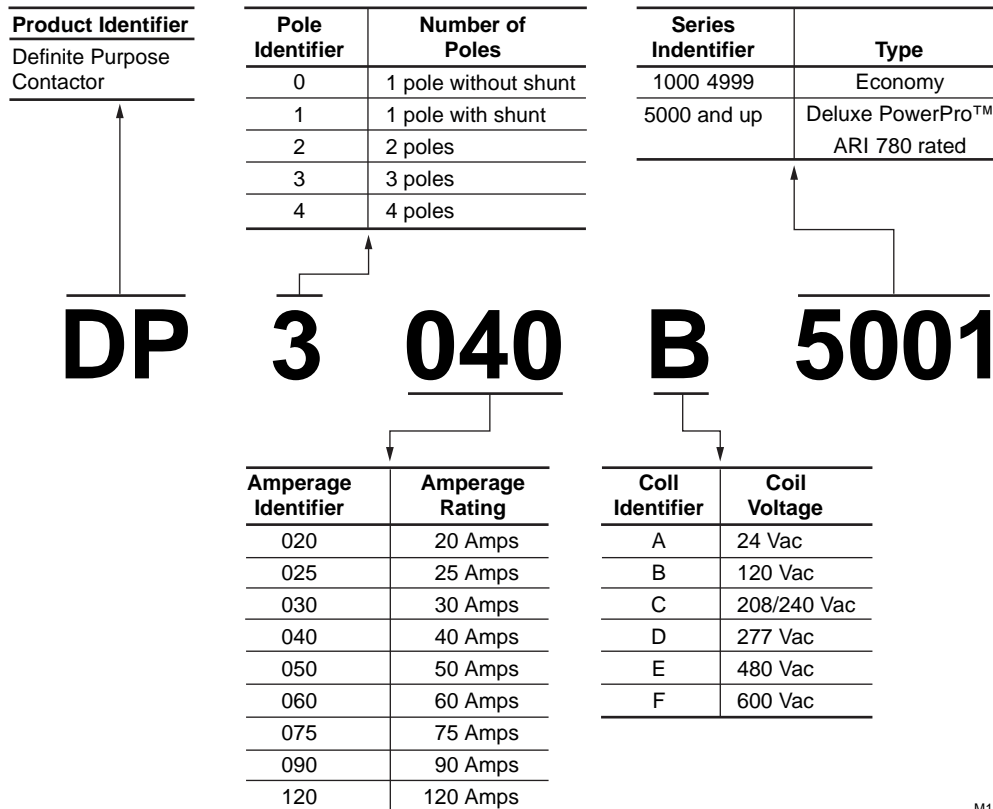 Product Identifier
Definite Purpose
Contactor
Pole Identifier | Number of Poles
0 | 1 pole without shunt
1 | 1 pole with shunt
2 | 2 poles
3 | 3 poles
4 | 4 poles
Series Indentifier | Type
1000 4999 | Economy
5000 and up | Deluxe PowerPro™
ARI 780 rated
DP 3 040 B 5001
Amperage Identifier | Amperage Rating
020 | 20 Amps
025 | 25 Amps
030 | 30 Amps
040 | 40 Amps
050 | 50 Amps
060 | 60 Amps
075 | 75 Amps
090 | 90 Amps
120 | 120 Amps
Coll Identifier | Coil Voltage
A | 24 Vac
B | 120 Vac
C | 208/240 Vac
D | 277 Vac
E | 480 Vac
F | 600 Vac